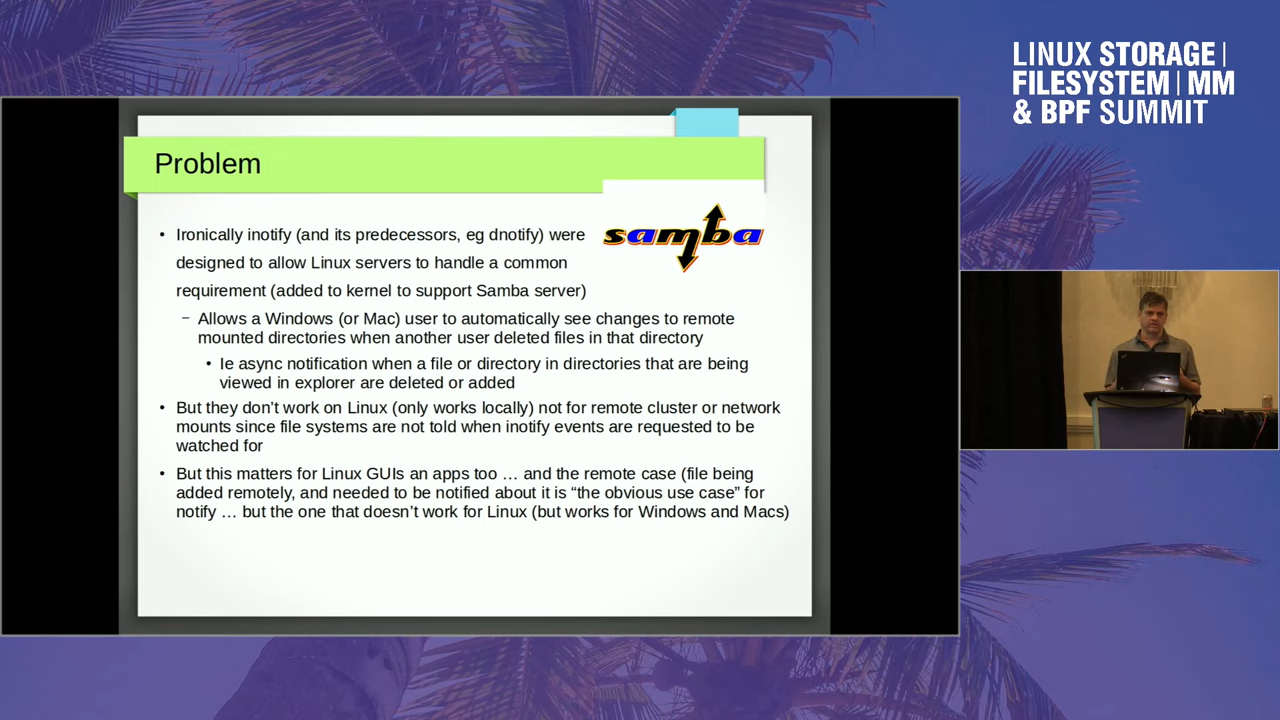 LINUX STORAGE |
FILESYSTEM | MM
& BPF SUMMIT
Problem
samba
• Ironically inotify (and its predecessors, eg dnotify) were
designed to allow Linux servers to handle a common
requirement (added to kernel to support Samba server)
– Allows a Windows (or Mac) user to automatically see changes to remote
mounted directories when another user deleted files in that directory
• Ie async notification when a file or directory in directories that are being
viewed in explorer are deleted or added
• But they don’t work on Linux (only works locally) not for remote cluster or network
mounts since file systems are not told when inotify events are requested to be
watched for
• But this matters for Linux GUIs an apps too … and the remote case (file being
added remotely, and needed to be notified about it is “the obvious use case” for
notify … but the one that doesn’t work for Linux (but works for Windows and Macs)